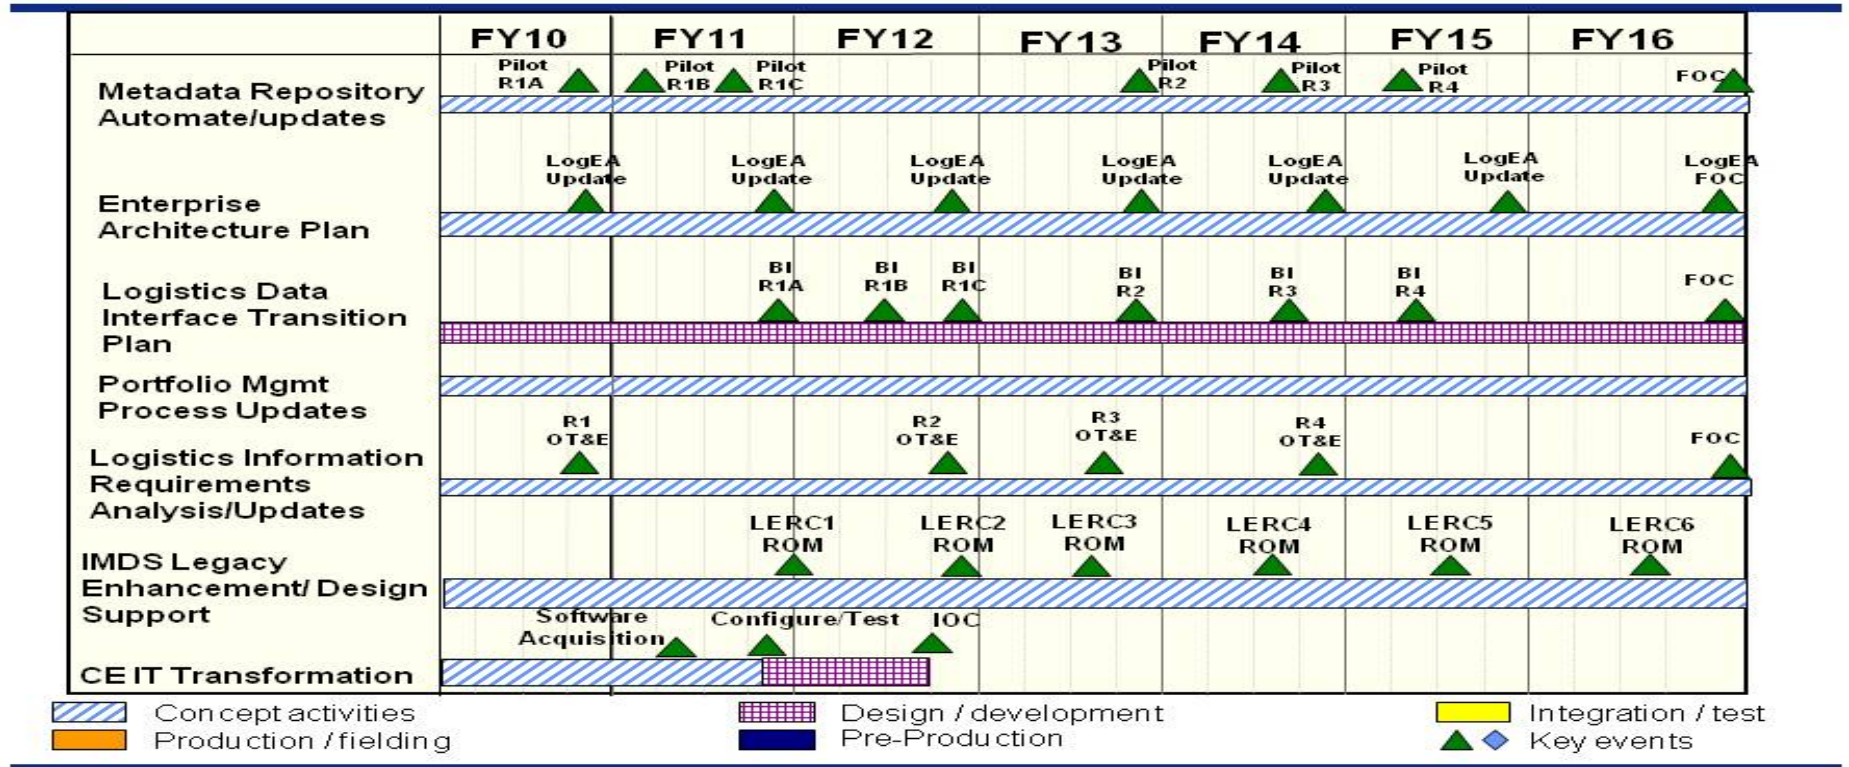 FY10 FY11 FY12 FY13 FY14 FY15 FY16
Metadata Repository
Automate/updates
Pilot
R1A
Pilot
R1B
Pilot
R1C
Pilot
R2
Pilot
R3
Pilot
R4
FOC
Enterprise
Architecture Plan
LogEA
Update
LogEA
Update
LogEA
Update
LogEA
Update
LogEA
Update
LogEA
Update
LogEA
FOC
Logistics Data
Interface Transition
Plan
BI
R1A
BI
R1B
BI
R1C
BI
R2
BI
R3
BI
R4
FOC
Portfolio Mgmt
Process Updates
Logistics Information
Requirements
Analysis/Updates
R1
OT&E
R2
OT&E
R3
OT&E
R4
OT&E
FOC
IMDS Legacy
Enhancement/ Design
Support
LERC1
ROM
LERC2
ROM
LERC3
ROM
LERC4
ROM
LERC5
ROM
LERC6
ROM
CE IT Transformation
Software
Acquisition
Configure/Test
IOC
Concept activities
Design / development
Integration / test
Production / fielding
Pre-Production
Key events